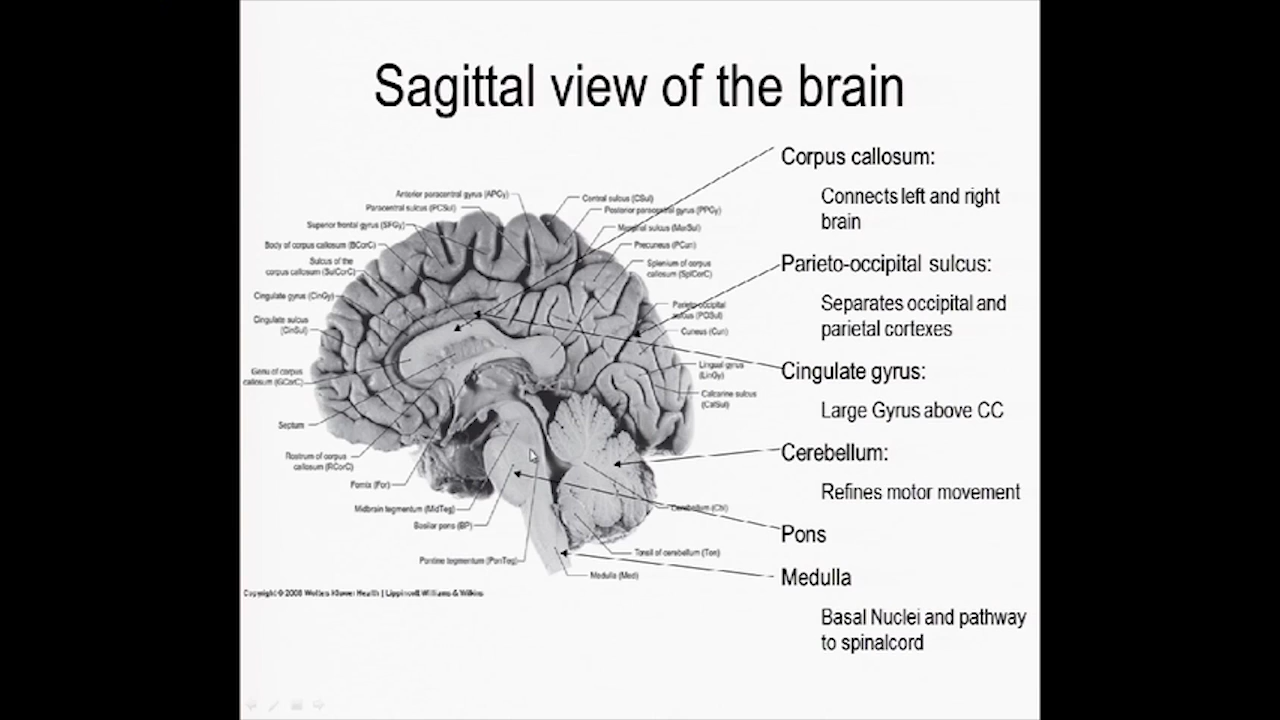 Sagittal view of the brain
Corpus callosum:
Connects left and right
brain
Parieto-occipital sulcus:
Separates occipital and
parietal cortexes
Cingulate gyrus:
Large Gyrus above CC
Cerebellum:
Refines motor movement
Pons
Medulla
Basal Nuclei and pathway
to spinalcord
Anterior paracentral gyrus (APGy)
Paracentral sulcus (PCSul)
Superior frontal gyrus (SFGy)
Body of corpus callosum (BCorC)
Sulcus of the
corpus callosum (SulCorC)
Cingulate gyrus (CinGy)
Cingulate sulcus
(CinSul)
Genu of corpus
callosum (GCorC)
Septum
Rostrum of corpus
callosum (RCorC)
Fornix (For)
Midbrain tegmentum (MidTeg)
Basilar pons (BP)
Pontine tegmentum (PonTeg)
Central sulcus (CSul)
Posterior paracentral gyrus (PPGy)
Marginal sulcus (MarSul)
Precuneus (PCun)
Splenium of corpus
callosum (SplCorC)
Parieto-occipital
sulcus (POSul)
Cuneus (Cun)
Lingual gyrus
(LinGy)
Calcarine sulcus
(CalSul)
Cerebellum (Cbl)
Tonsil of cerebellum (Ton)
Medulla (Med)
Copyright © 2008 Wolters Kluwer Health | Lippincott Williams & Wilkins